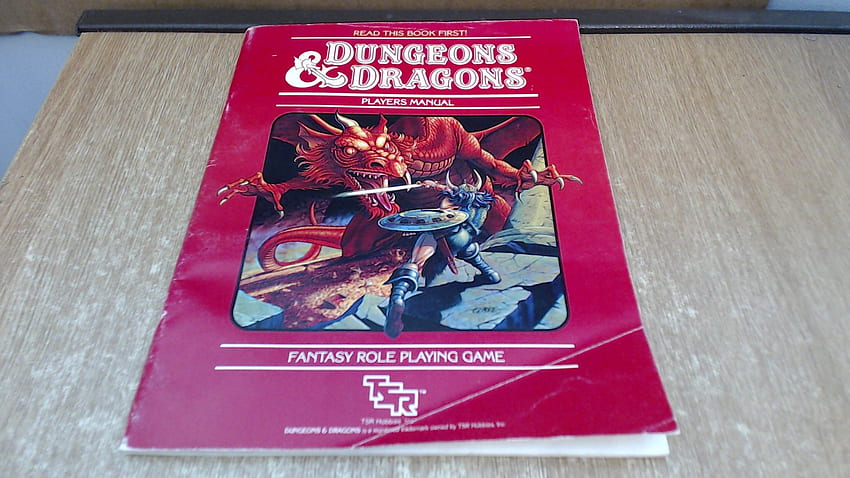 READ THIS BOOK FIRST!
DUNGEONS
& DRAGONS®
PLAYERS MANUAL
FANTASY ROLE PLAYING GAME
TSR™
TSR Hobbies, Inc.
DUNGEONS & DRAGONS is a registered trademark owned by TSR Hobbies, Inc.